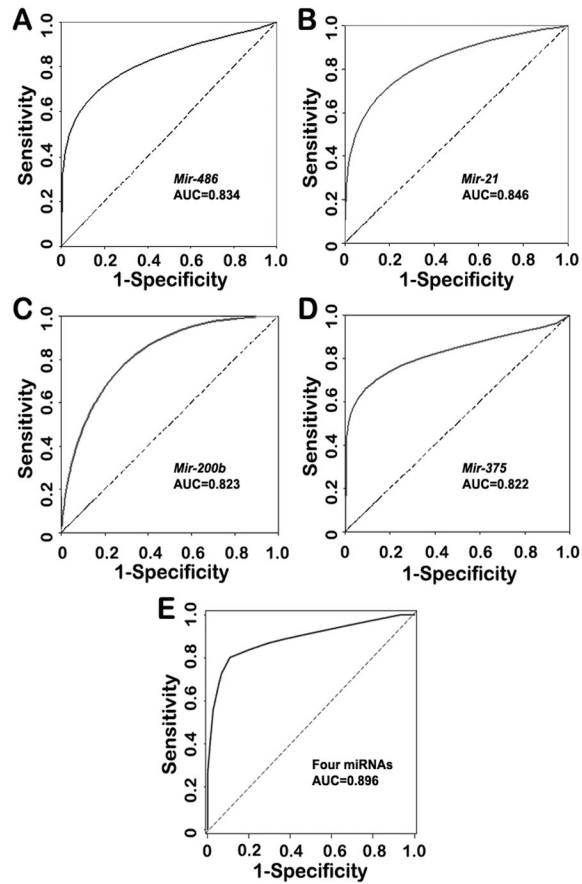 A
Sensitivity
1.0
0.8
0.6
0.4
0.2
0
Mir-486
AUC=0.834
0
0.2
0.4
0.6
0.8
1.0
1-Specificity
B
Sensitivity
1.0
0.8
0.6
0.4
0.2
0
Mir-21
AUC=0.846
0
0.2
0.4
0.6
0.8
1.0
1-Specificity
C
Sensitivity
1.0
0.8
0.6
0.4
0.2
0
Mir-200b
AUC=0.823
0
0.2
0.4
0.6
0.8
1.0
1-Specificity
D
Sensitivity
1.0
0.8
0.6
0.4
0.2
0
Mir-375
AUC=0.822
0
0.2
0.4
0.6
0.8
1.0
1-Specificity
E
Sensitivity
1.0
0.8
0.6
0.4
0.2
0
Four miRNAs
AUC=0.896
0
0.2
0.4
0.6
0.8
1.0
1-Specificity